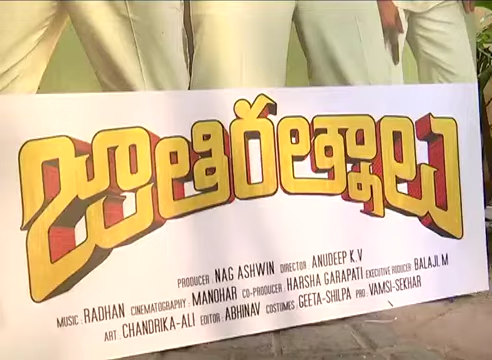 జాతిరత్నాలు
PRODUCER : NAG ASHWIN DIRECTOR ANUDEEP K.V
MUSIC : RADHAN CINEMATOGRAPHY : MANOHAR CO-PRODUCER : HARSHA GARAPATI EXECUTIVE RODUCER BALAJI. M
ART : CHANDRIKA-ALI EDITOR : ABHINAV COSTUMES : GEETA-SHILPA PRO : VAMSI-SEKHAR